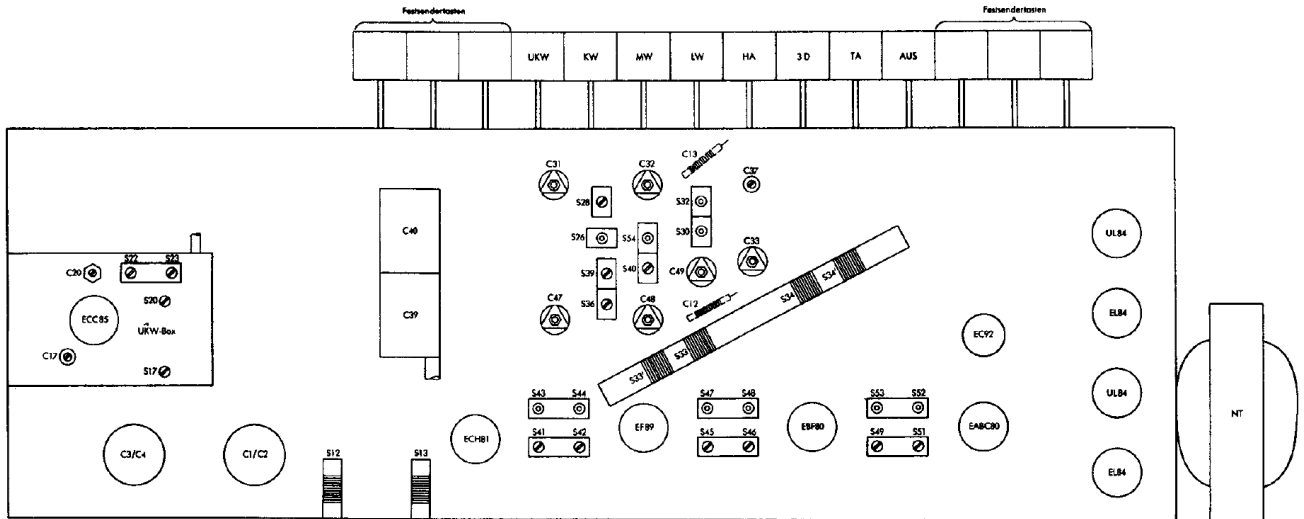 Festsendertasten
Festsendertasten
UKW KW MW LW HA 3 D TA AUS
C13
C31 C32 C37
S28 S32
C40
S26 S54 S30
UL84
S22 S23
C20
S39 S40 C49 C33
S34'
S20
S36
S34
C47 C48 C12
ECC85
C39
EL84
UKW-Box
EC92
C17
S33
S17
S33'
S43 S44 S47 S48 S53 S52
UL84
NT
ECH81 EF89 EBF80 EABC80
S41 S42 S45 S46 S49 S51
C3/C4 C1/C2 S12 S13
EL84